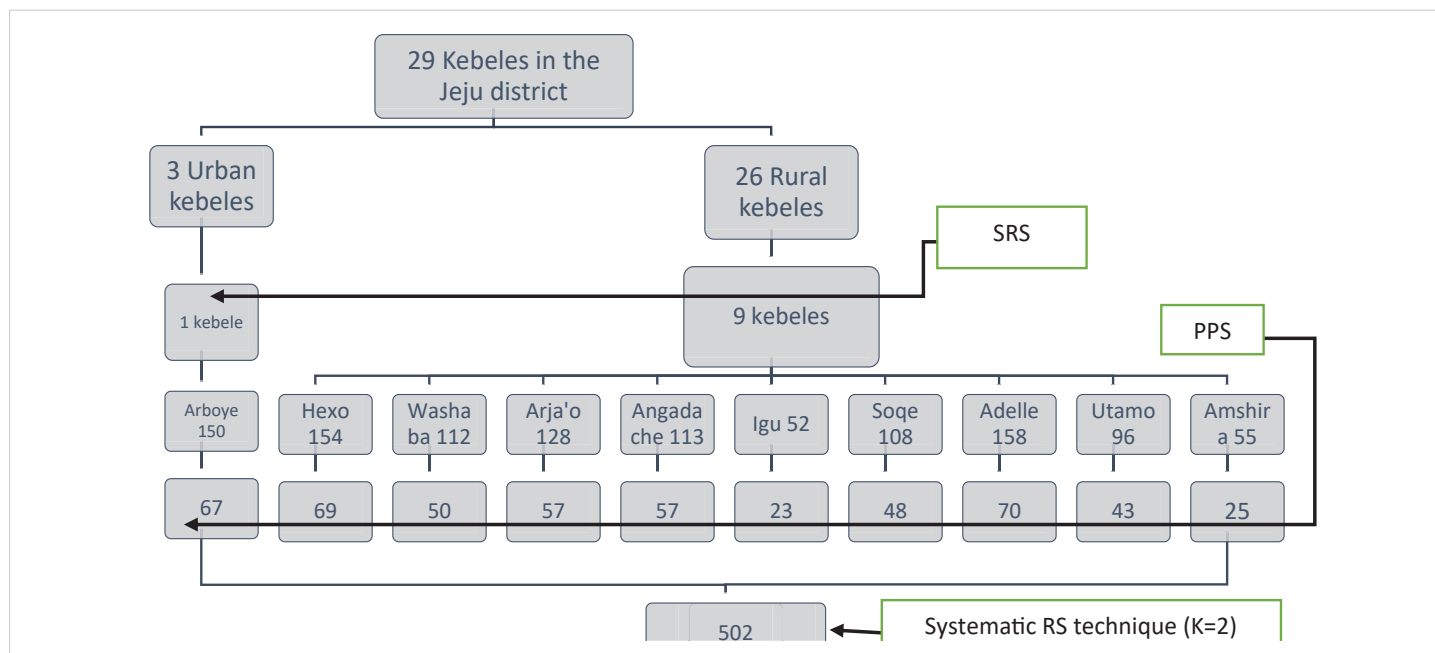 29 Kebeles in the
Jeju district
3 Urban
kebeles
26 Rural
kebeles
SRS
1 kebele
9 kebeles
PPS
Arboye
150
Hexo
154
Washa
ba 112
Arja'o
128
Angada
che 113
Igu 52
Soqe
108
Adelle
158
Utamo
96
Amshir
a 55
67
69
50
57
57
23
48
70
43
25
502
Systematic RS technique (K=2)